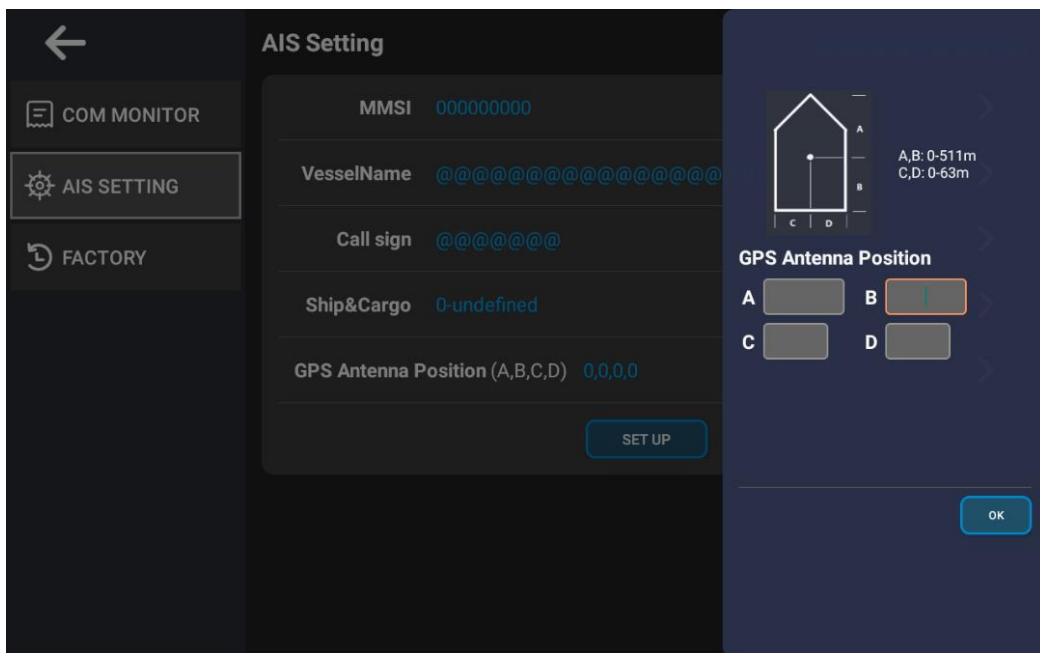 AIS Setting
COM MONITOR
AIS SETTING
FACTORY
MMSI 000000000
VesselName @@@@@@@@@@@@@@@@
Call sign @@@@@@@
Ship&Cargo 0-undefined
GPS Antenna Position (A,B,C,D) 0,0,0,0
SET UP
A
B
C D
A,B: 0-511m
C,D: 0-63m
GPS Antenna Position
A B
C D
OK